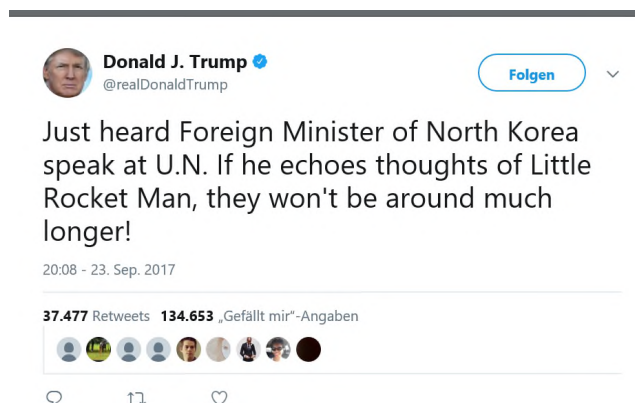 Donald J. Trump
@realDonaldTrump
Folgen
Just heard Foreign Minister of North Korea
speak at U.N. If he echoes thoughts of Little
Rocket Man, they won't be around much
longer!
20:08 - 23. Sep. 2017
37.477 Retweets 134.653 „Gefällt mir“-Angaben